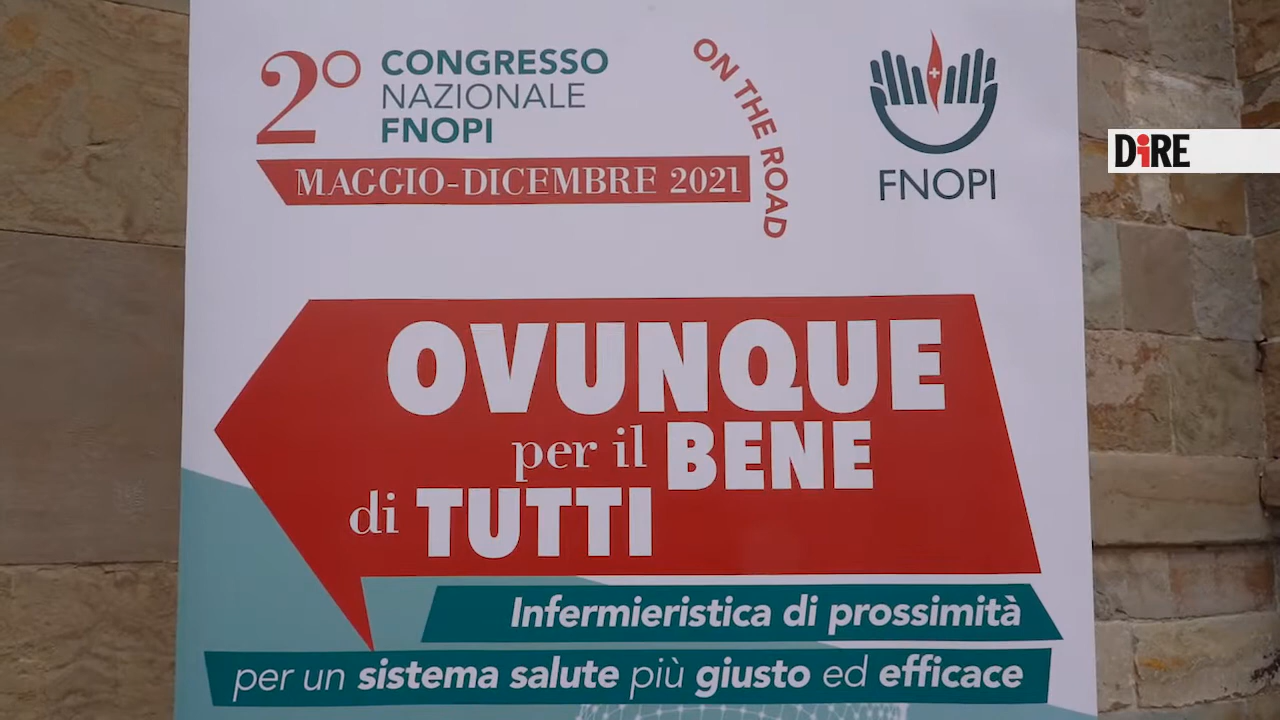 2° CONGRESSO
NAZIONALE
FNOPI
MAGGIO-DICEMBRE 2021
ON THE ROAD
FNOPI
DiRE
OVUNQUE
per il BENE
di TUTTI
Infermieristica di prossimità
per un sistema salute più giusto ed efficace